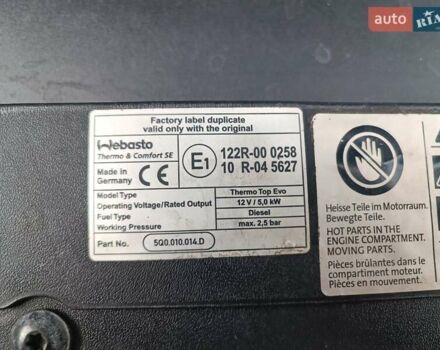 auto RIA
Factory label duplicate
valid only with the original
Webasto
Thermo & Comfort SE
Made in
Germany
CE
E1
122R-00 0258
10 R-04 5627
Model Type Thermo Top Evo
Operating Voltage/Rated Output 12 V / 5,0 kW
Fuel Type Diesel
Working Pressure max. 2,5 bar
Part No. 5Q0.010.014.D
Heisse Teile im Motorraum.
Bewegte Teile.
HOT PARTS IN THE
ENGINE COMPARTMENT.
MOVING PARTS.
Pièces brûlantes dans le
compartiment moteur.
Pièces en mouvement.